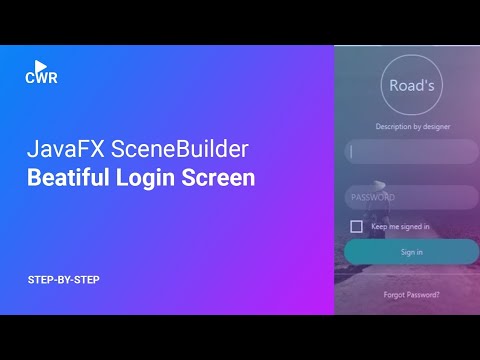 CWR
JavaFX SceneBuilder
Beatiful Login Screen
STEP-BY-STEP
Road's
Description by designer
PASSWORD
Keep me signed in
Sign in
Forgot Password?